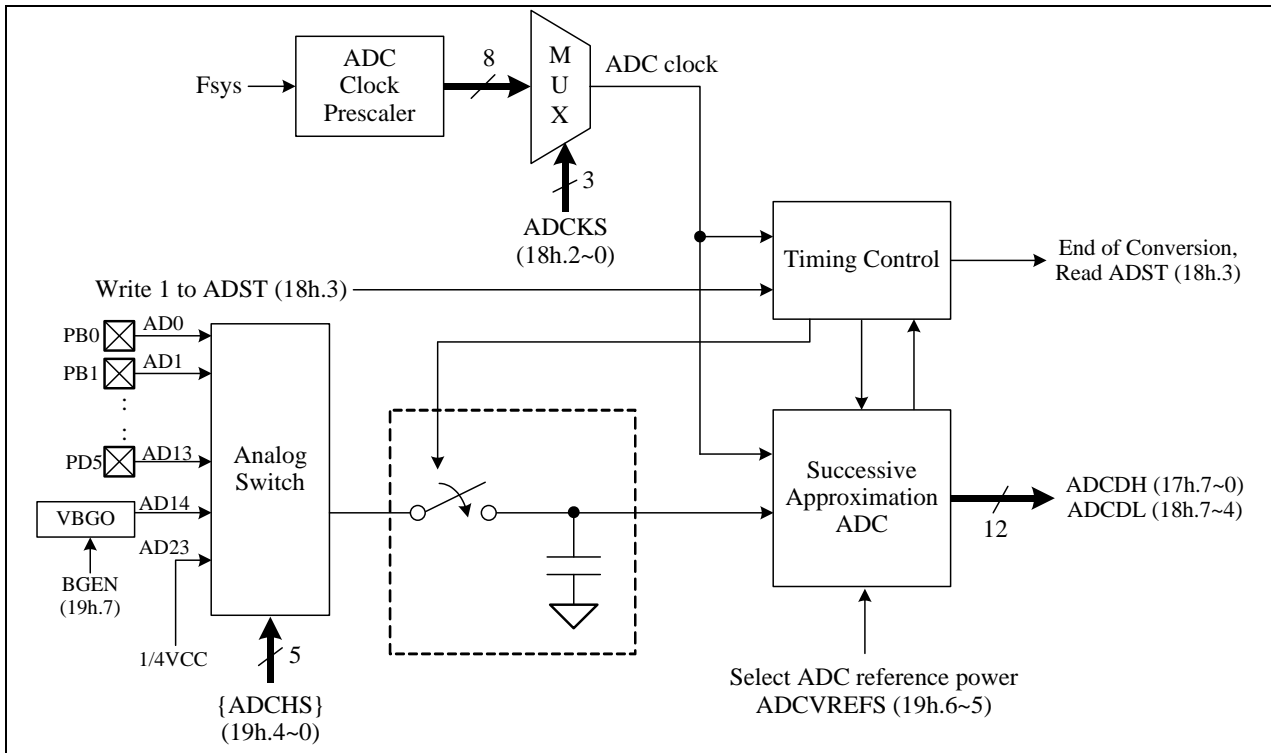 ADC
Clock
Prescaler
Fsys
8
M
U
X
ADC clock
3
ADCKS
(18h.2~0)
Timing Control
End of Conversion,
Read ADST (18h.3)
Write 1 to ADST (18h.3)
PB0
AD0
PB1
AD1
PD5
AD13
VBGO
AD14
AD23
BGEN
(19h.7)
1/4VCC
Analog
Switch
5
{ADCHS}
(19h.4~0)
Successive
Approximation
ADC
12
ADCDH (17h.7~0)
ADCDL (18h.7~4)
Select ADC reference power
ADCVREFS (19h.6~5)